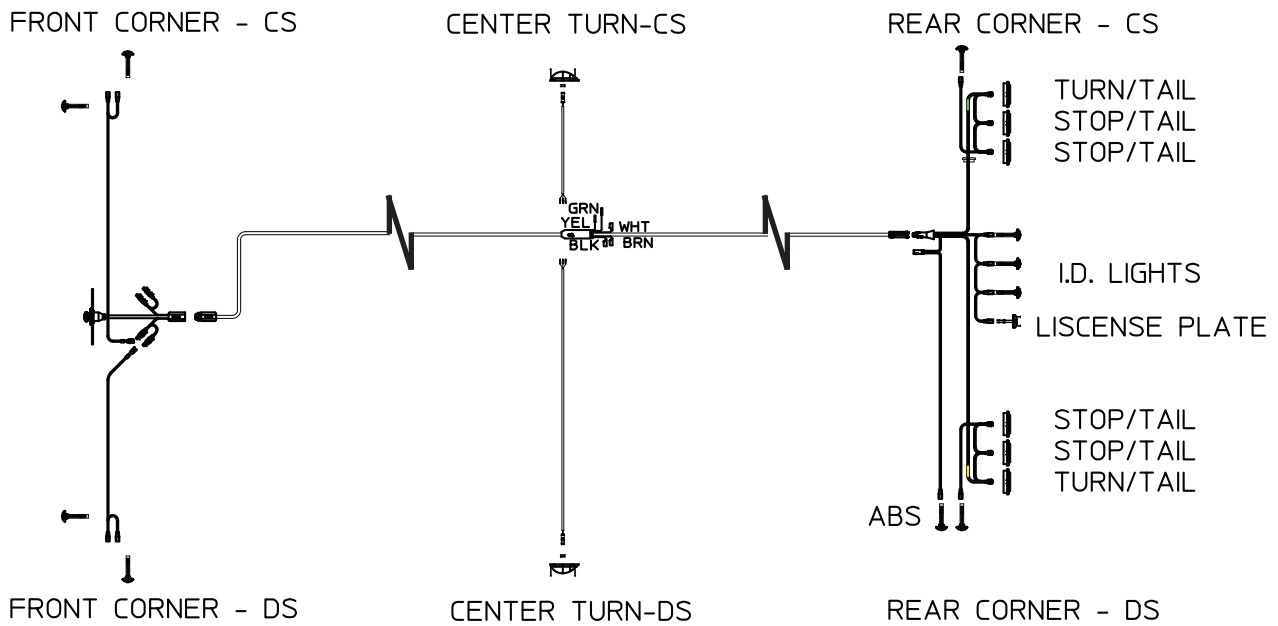 FRONT CORNER - CS
CENTER TURN-CS
REAR CORNER - CS
TURN/TAIL
STOP/TAIL
STOP/TAIL
GRN
YEL
WHT
BLK
BRN
I.D. LIGHTS
LISCENSE PLATE
STOP/TAIL
STOP/TAIL
TURN/TAIL
ABS
FRONT CORNER - DS
CENTER TURN-DS
REAR CORNER - DS